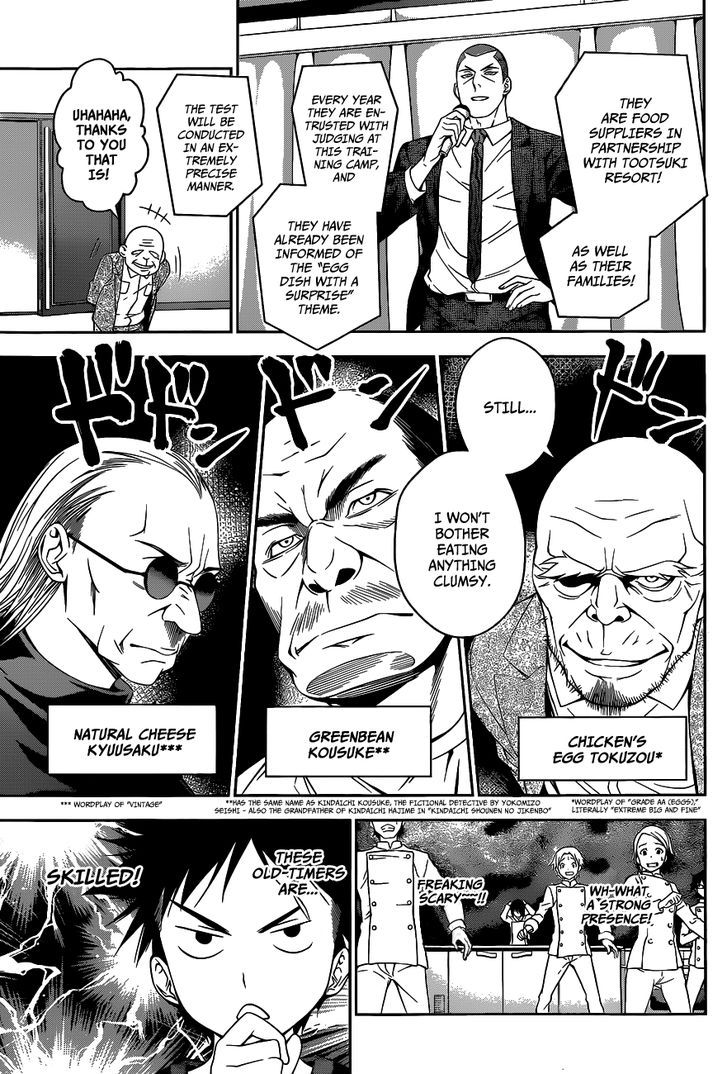 THEY
ARE FOOD
SUPPLIERS IN
PARTNERSHIP
WITH TOOTSUKI
RESORT!
AS WELL
AS THEIR
FAMILIES!
EVERY YEAR
THEY ARE EN-
TRUSTED WITH
JUDGING AT
THIS TRAI-
NING CAMP,
AND
THEY HAVE
ALREADY BEEN
INFORMED
OF THE "EGG
DISH WITH A
SURPRISE"
THEME.
THE TEST
WILL BE
CONDUCTED
IN AN EX-
TREMELY
PRECISE
MANNER.
UHAHAHA,
THANKS
TO YOU
THAT
IS!
STILL...
I WON'T
BOTHER
EATING
ANYTHING
CLUMSY.
ドン
ドン
ドン
CHICKEN'S
EGG TOKUZOU*
GREENBEAN
KOUSUKE**
NATURAL CHEESE
KYUUSAKU***
*WORDPLAY OF "GRADE AA (EGGS)",
LITERALLY "EXTREME BIG AND FINE"
**HAS THE SAME NAME AS KINDAICHI KOUSUKE, THE FICTIONAL DETECTIVE BY YOKOMIZO
SEISHI - ALSO THE GRANDFATHER OF KINDAICHI HAJIME IN "KINDAICHI SHOUNEN NO JIKENBO"
*** WORDPLAY OF "VINTAGE"
WH-WHAT
A STRONG
PRESENCE!
FREAKING
SCARY~~!!
THESE
OLD-TIMERS
ARE...
SKILLED!